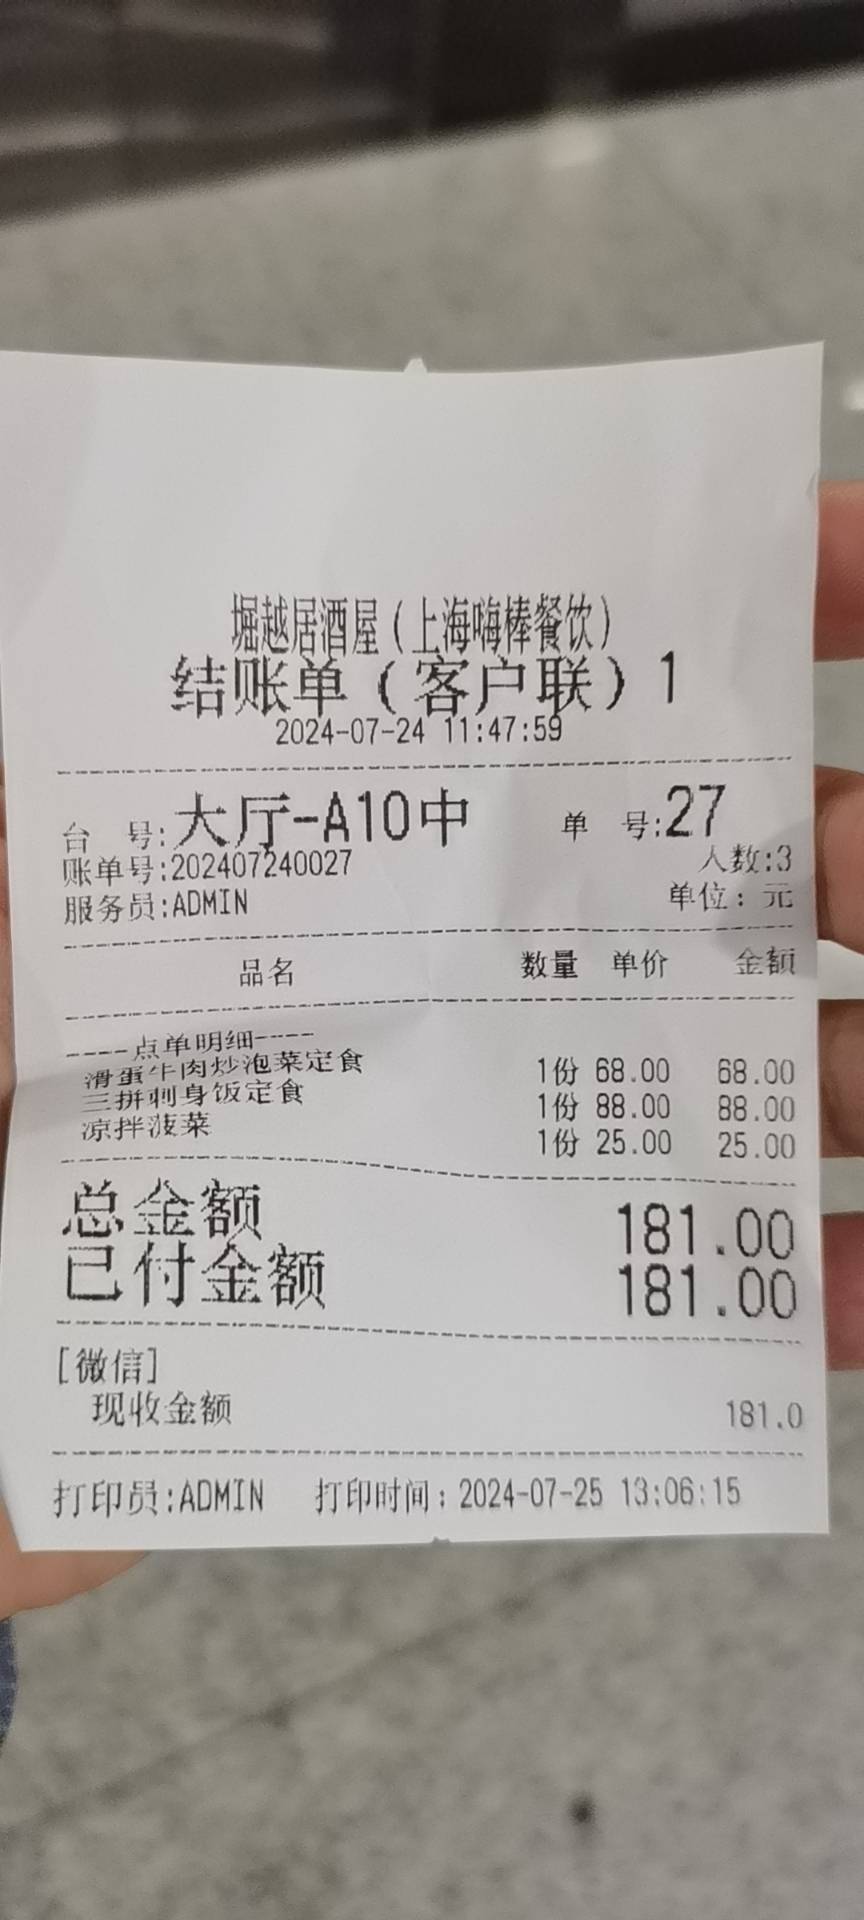 堀越居酒屋(上海嗨棒餐饮)
结账单(客户联)1
2024-07-24 11:47:59
台 号:大厅-A10中 单 号:27
账单号:202407240027 人数:3
服务员:ADMIN 单位:元
品名 数量 单价 金额
----点单明细----
滑蛋牛肉炒泡菜定食 1份 68.00 68.00
三拼刺身饭定食 1份 88.00 88.00
凉拌菠菜 1份 25.00 25.00
总金额 181.00
已付金额 181.00
[微信]
现收金额 181.0
打印员:ADMIN 打印时间:2024-07-25 13:06:15